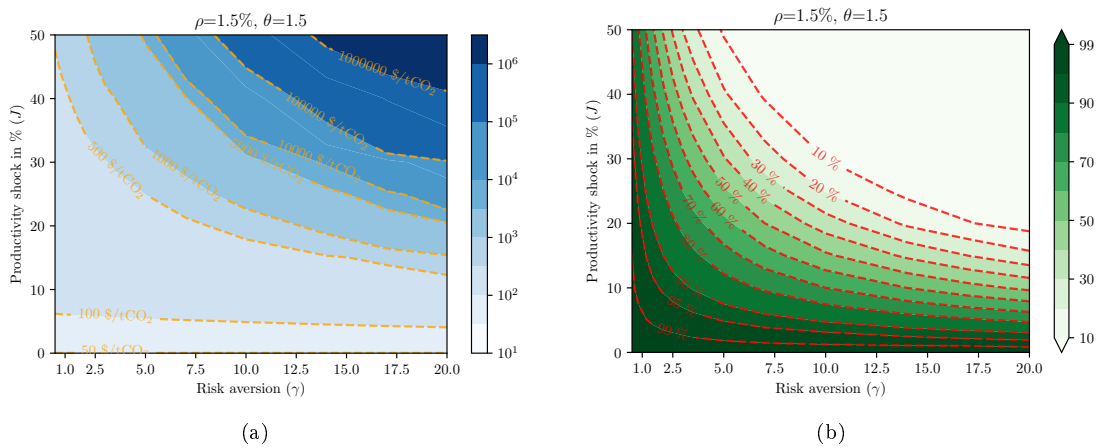 ρ=1.5%, θ=1.5
50
40
30
20
10
0
Productivity shock in % (J)
1000000 $/tCO2
100000 $/tCO2
10000 $/tCO2
1000 $/tCO2
500 $/tCO2
100 $/tCO2
50 $/tCO2
1.0 2.5 5.0 7.5 10.0 12.5 15.0 17.5 20.0
Risk aversion (γ)
10^6
10^5
10^4
10^3
10^2
10^1
(a)
ρ=1.5%, θ=1.5
50
40
30
20
10
0
Productivity shock in % (J)
10 %
20 %
30 %
40 %
50 %
60 %
70 %
80 %
90 %
95 %
99 %
1.0 2.5 5.0 7.5 10.0 12.5 15.0 17.5 20.0
Risk aversion (γ)
99
90
70
50
30
10
(b)